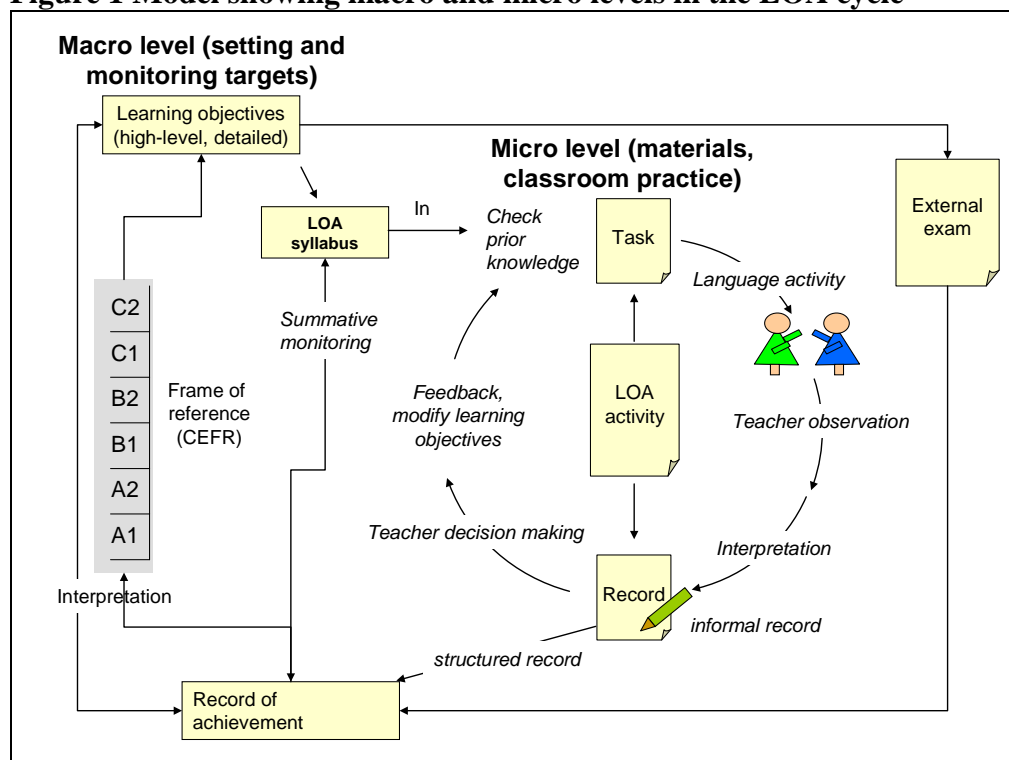 Figure 1 Model showing macro and micro levels in the LOA cycle
Macro level (setting and
monitoring targets)
Learning objectives
(high-level, detailed)
Micro level (materials,
classroom practice)
LOA
syllabus
In
Check
prior
knowledge
Task
External
exam
Language activity
C2
C1
B2
B1
A2
A1
Frame of
reference
(CEFR)
Summative
monitoring
Feedback,
modify learning
objectives
LOA
activity
Teacher observation
Teacher decision making
Interpretation
Record
informal record
Interpretation
structured record
Record of
achievement